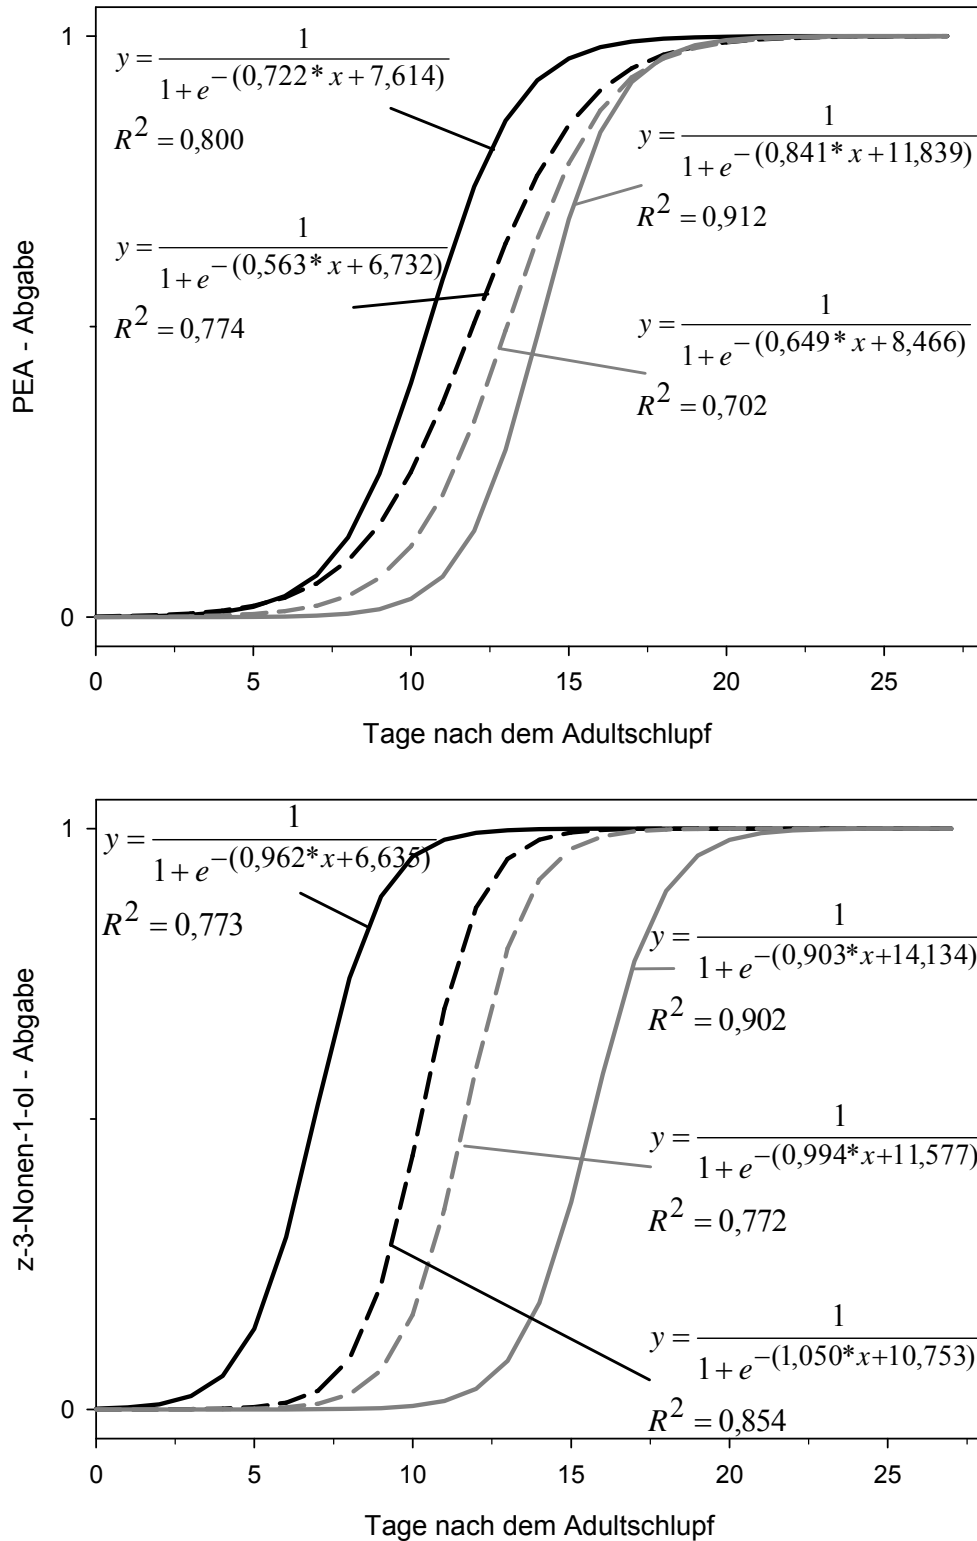 1
y = 1 / (1 + e^−(0,722* x + 7,614))
R² = 0,800
y = 1 / (1 + e^−(0,841* x + 11,839))
R² = 0,912
y = 1 / (1 + e^−(0,563* x + 6,732))
R² = 0,774
y = 1 / (1 + e^−(0,649* x + 8,466))
R² = 0,702
PEA - Abgabe
0
0 5 10 15 20 25
Tage nach dem Adultschlupf
1
y = 1 / (1 + e^−(0,962*x+6,635))
R² = 0,773
y = 1 / (1 + e^−(0,903*x+14,134))
R² = 0,902
y = 1 / (1 + e^−(0,994*x+11,577))
R² = 0,772
y = 1 / (1 + e^−(1,050*x+10,753))
R² = 0,854
z-3-Nonen-1-ol - Abgabe
0
0 5 10 15 20 25
Tage nach dem Adultschlupf